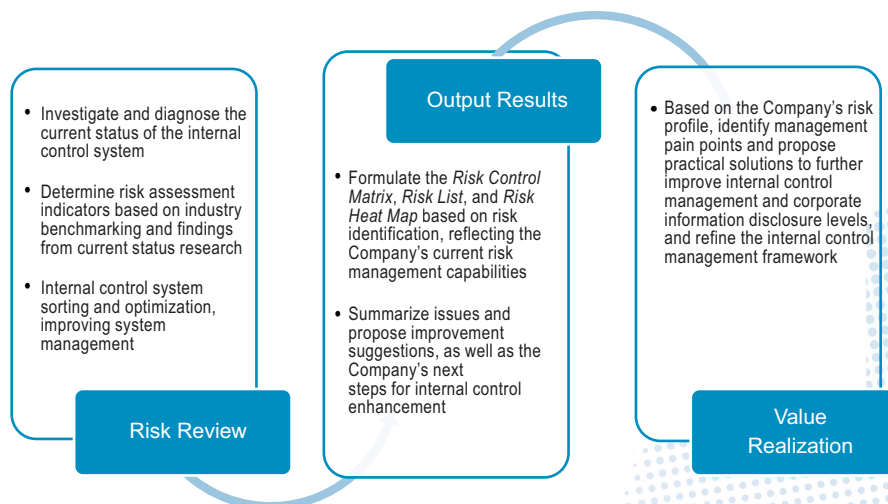 • Investigate and diagnose the
current status of the internal
control system
• Determine risk assessment
indicators based on industry
benchmarking and findings
from current status research
• Internal control system
sorting and optimization,
improving system
management
Risk Review
Output Results
• Formulate the Risk Control
Matrix, Risk List, and Risk
Heat Map based on risk
identification, reflecting the
Company's current risk
management capabilities
• Summarize issues and
propose improvement
suggestions, as well as the
Company's next
steps for internal control
enhancement
• Based on the Company's risk
profile, identify management
pain points and propose
practical solutions to further
improve internal control
management and corporate
information disclosure levels,
and refine the internal control
management framework
Value
Realization